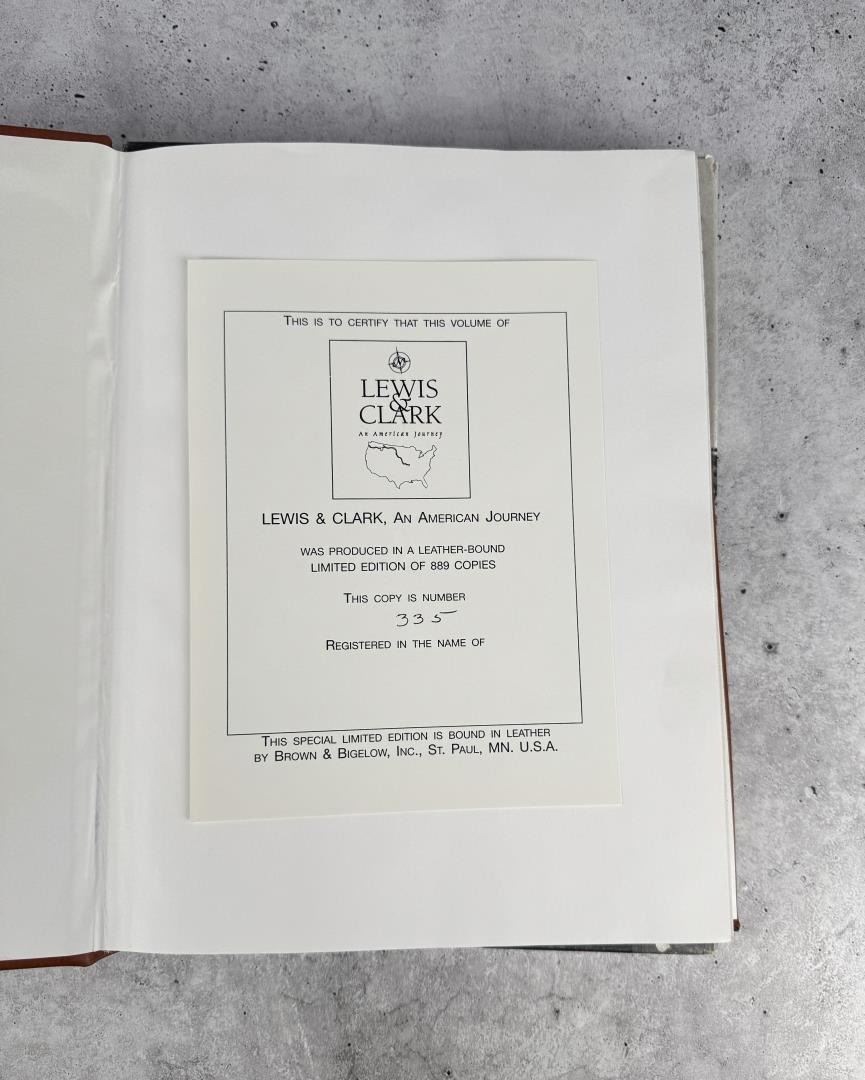 This is to certify that this volume of
LEWIS
&
CLARK
An American Journey
LEWIS & CLARK, An American Journey
was produced in a leather-bound
limited edition of 889 copies
This copy is number
335
Registered in the name of
This special limited edition is bound in leather
by Brown & Bigelow, Inc., St. Paul, MN. U.S.A.